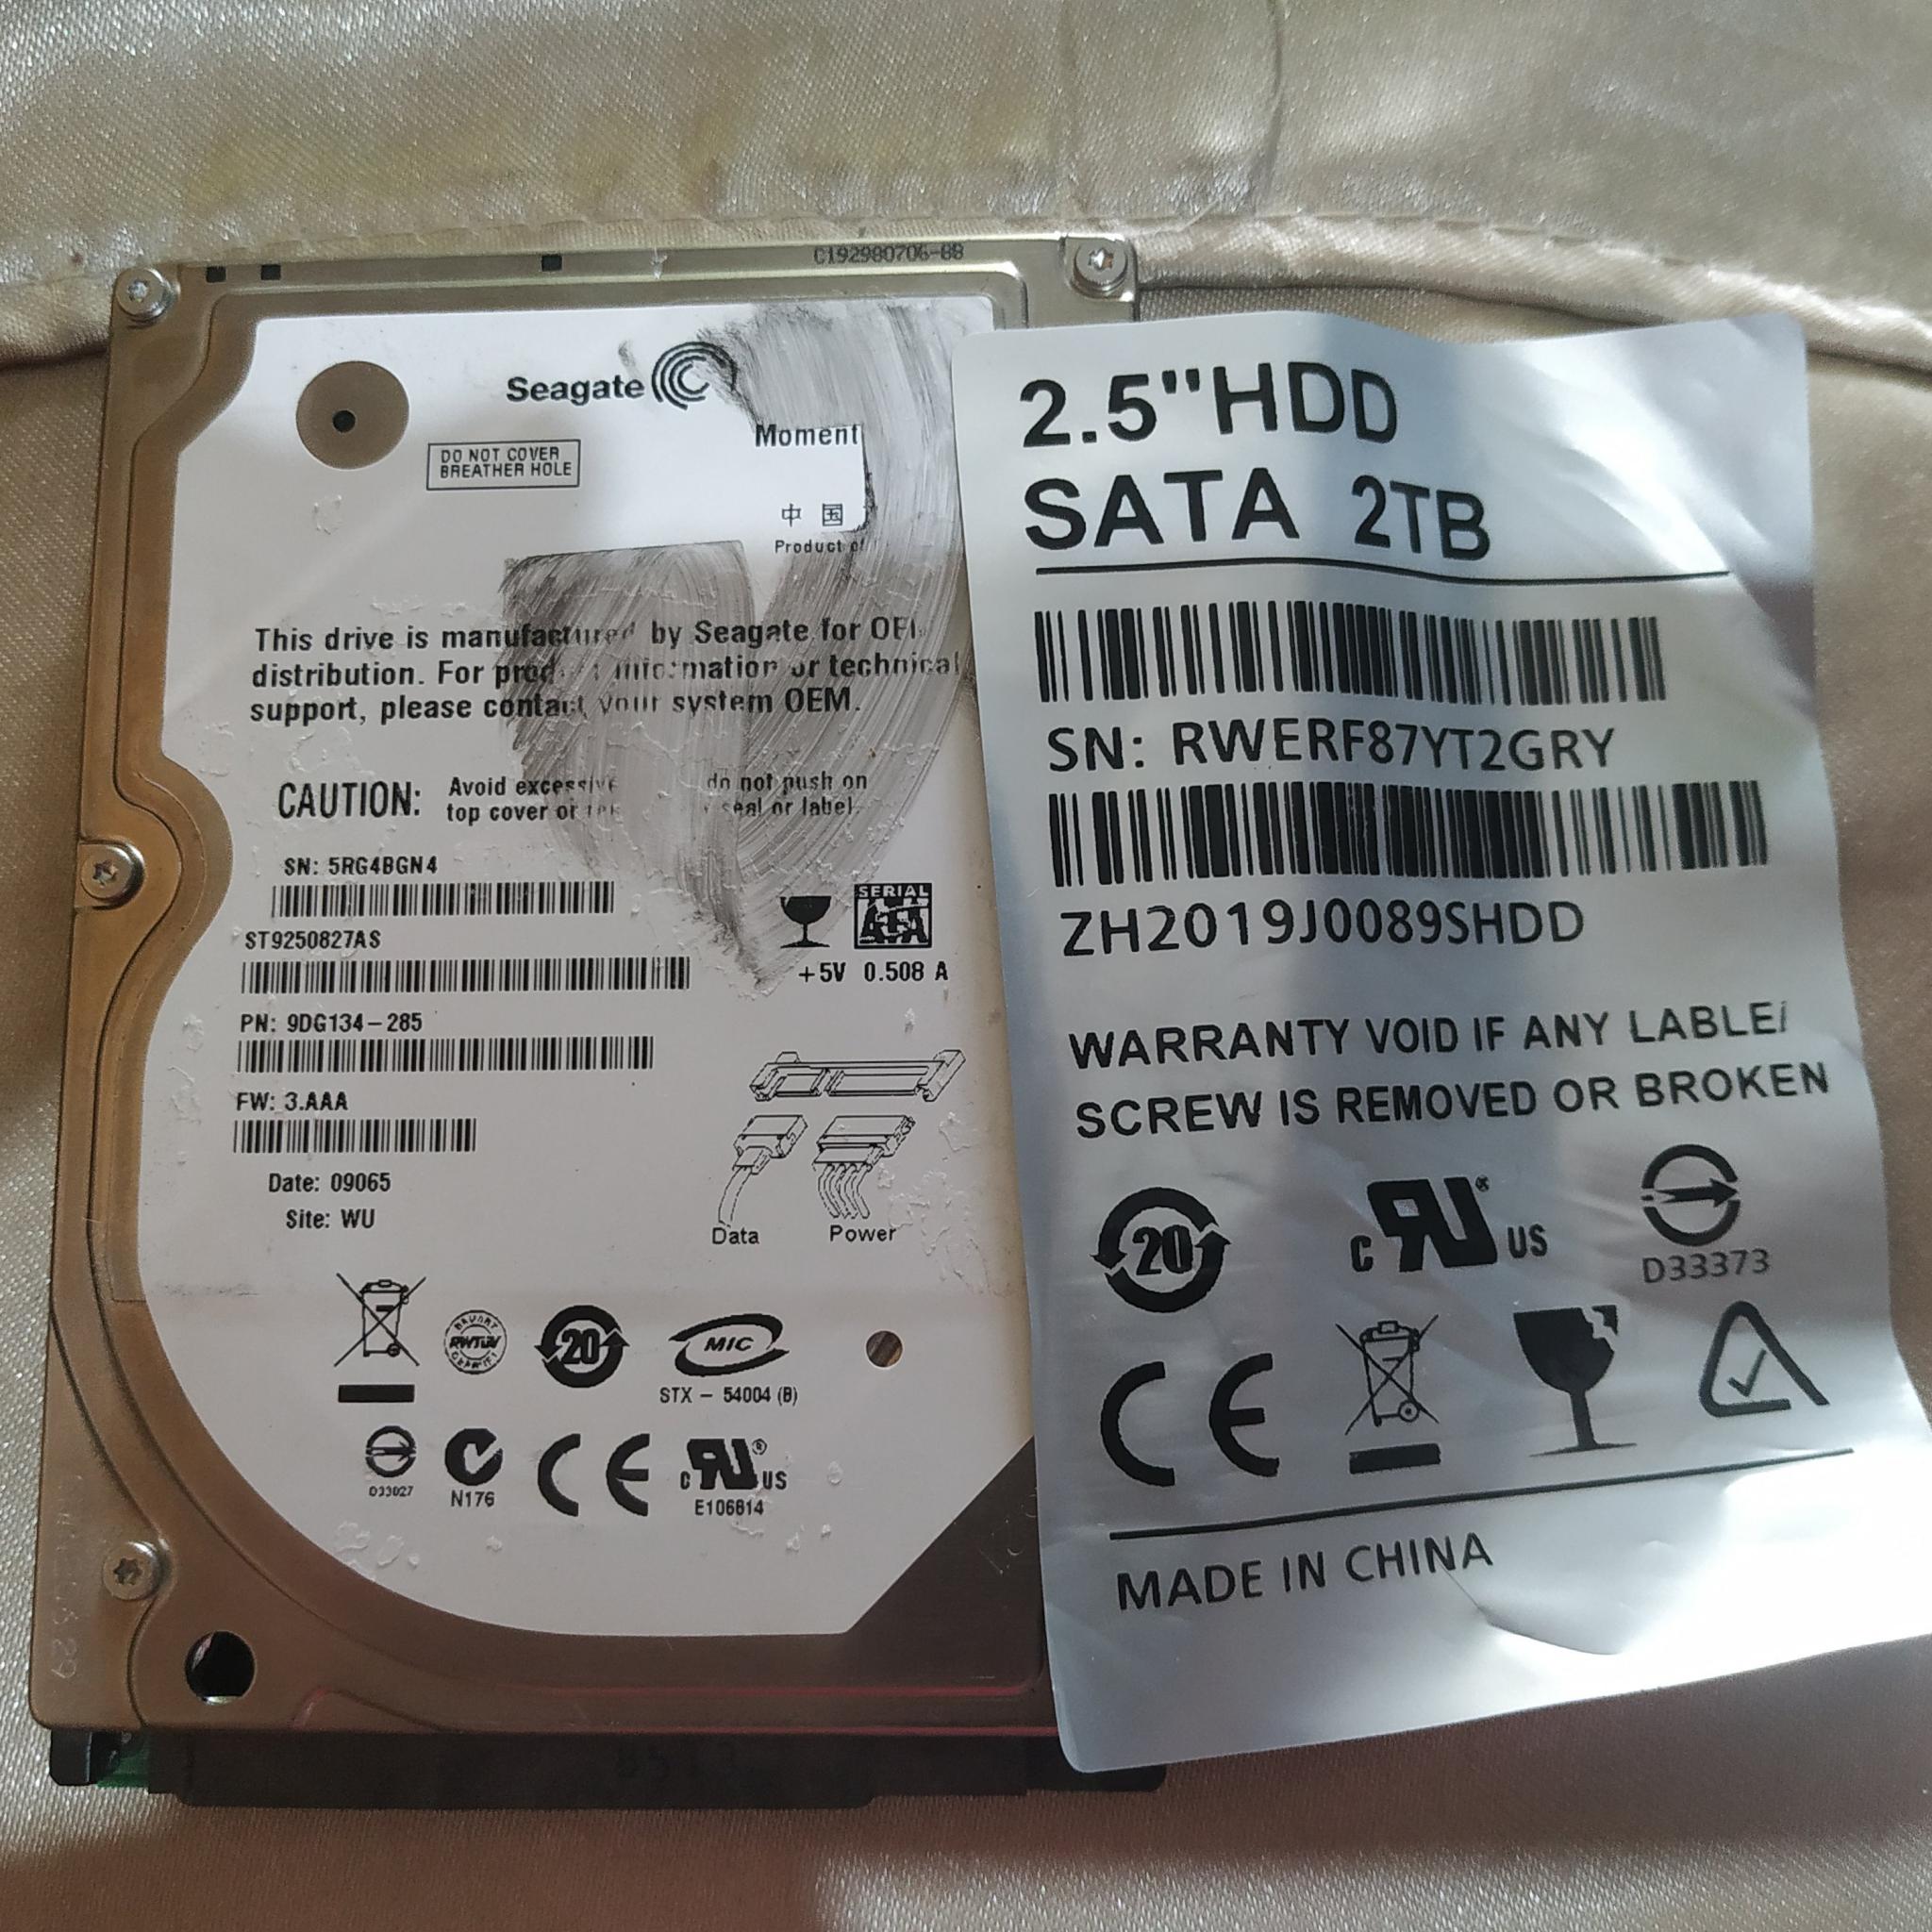 C192980706-88
Seagate
DO NOT COVER
BREATHER HOLE
Moment
中国
Product of
This drive is manufactured by Seagate for OE
distribution. For information or technical
support, please contact your system OEM.
CAUTION: Avoid excessive do not push on
top cover or seal or label.
SN: 5RG4BGN4
ST9250827AS
SERIAL
ATA
+5V 0.508 A
PN: 9DG134-285
FW: 3.AAA
Date: 09065
Site: WU
Data
Power
20
MIC
STX - 54004 (B)
D33027
N176
CE
c RU® US
E106814
2.5"HDD
SATA 2TB
SN: RWERF87YT2GRY
ZH2019J0089SHDD
WARRANTY VOID IF ANY LABLE/
SCREW IS REMOVED OR BROKEN
20
c RU® US
D33373
CE
MADE IN CHINA